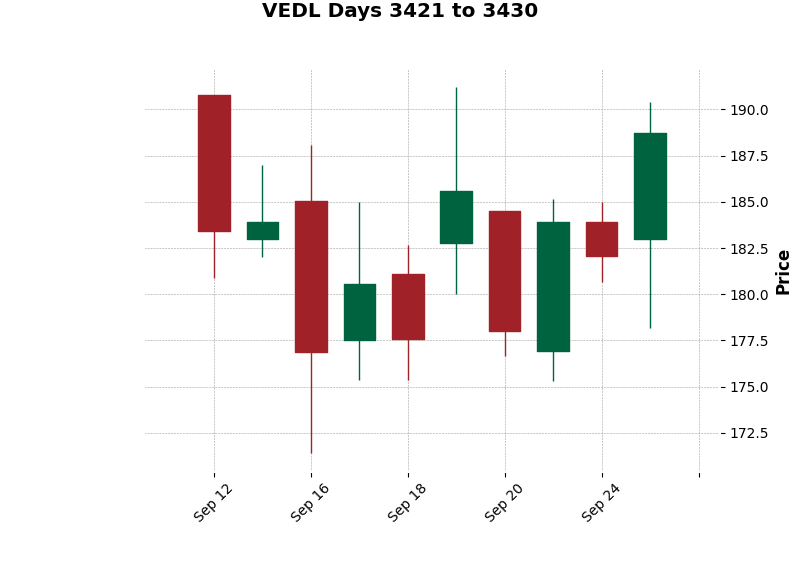 VEDL Days 3421 to 3430
190.0
187.5
185.0
182.5
180.0
177.5
175.0
172.5
Price
Sep 12
Sep 16
Sep 18
Sep 20
Sep 24